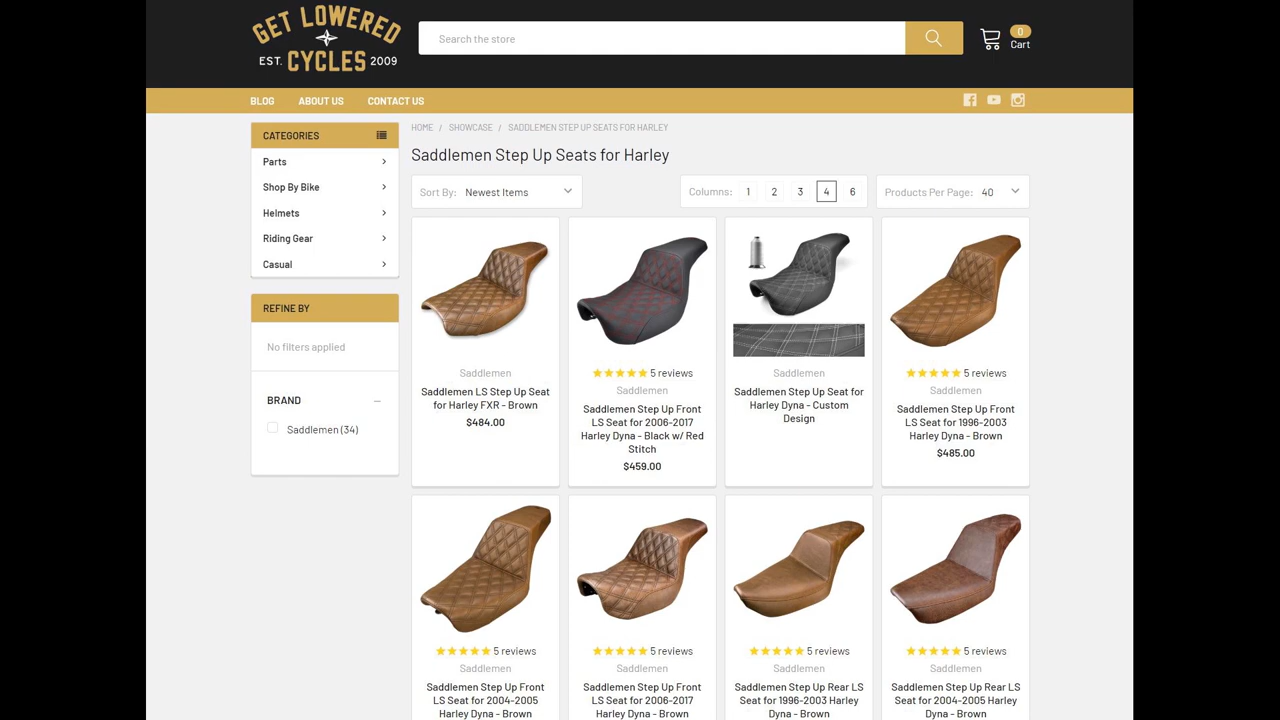 GET LOWERED
EST. CYCLES 2009
Search the store
0
Cart
BLOG ABOUT US CONTACT US
HOME / SHOWCASE / SADDLEMEN STEP UP SEATS FOR HARLEY
CATEGORIES
Parts
Shop By Bike
Helmets
Riding Gear
Casual
REFINE BY
No filters applied
BRAND
Saddlemen (34)
Saddlemen Step Up Seats for Harley
Sort By: Newest Items
Columns: 1 2 3 4 6
Products Per Page: 40
Saddlemen
Saddlemen LS Step Up Seat
for Harley FXR - Brown
$484.00
5 reviews
Saddlemen
Saddlemen Step Up Front
LS Seat for 2006-2017
Harley Dyna - Black w/ Red
Stitch
$459.00
Saddlemen
Saddlemen Step Up Seat for
Harley Dyna - Custom
Design
5 reviews
Saddlemen
Saddlemen Step Up Front
LS Seat for 1996-2003
Harley Dyna - Brown
$485.00
5 reviews
Saddlemen
Saddlemen Step Up Front
LS Seat for 2004-2005
Harley Dyna - Brown
5 reviews
Saddlemen
Saddlemen Step Up Front
LS Seat for 2006-2017
Harley Dyna - Brown
5 reviews
Saddlemen
Saddlemen Step Up Rear LS
Seat for 1996-2003 Harley
Dyna - Brown
5 reviews
Saddlemen
Saddlemen Step Up Rear LS
Seat for 2004-2005 Harley
Dyna - Brown